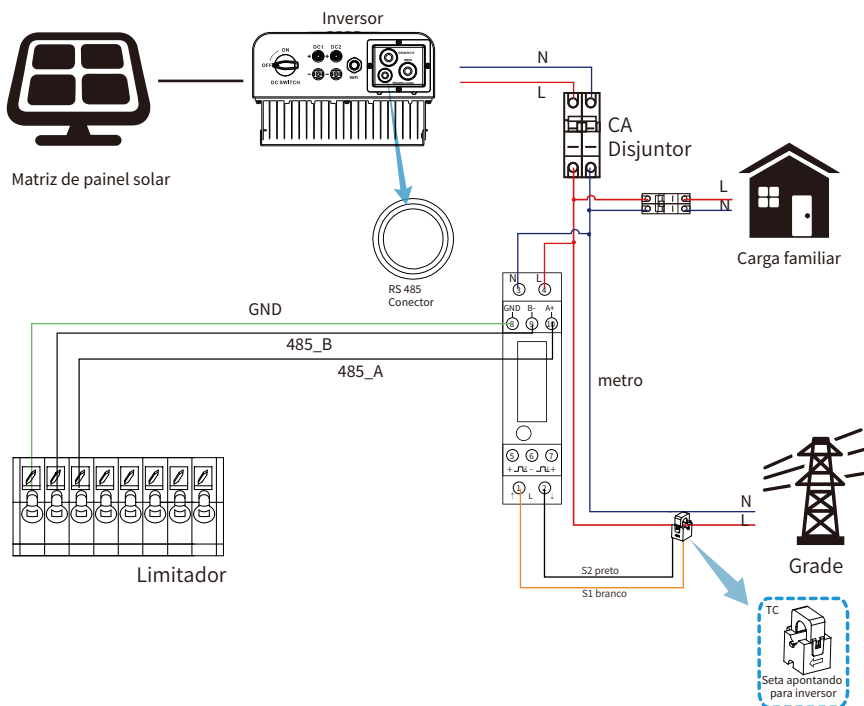 Inversor
ON
OFF
DC SWITCH
DC1 DC2
+ +
- -
WIFI
N
L
CA
Disjuntor
Matriz de painel solar
L
N
Carga familiar
RS 485
Conector
N L
3 4
GND B- A+
8 9 10
GND
485_B
485_A
metro
5 6 7
+ - +
1 2
↑ L ↓
N
L
Limitador
S2 preto
S1 branco
Grade
TC
Seta apontando
para inversor